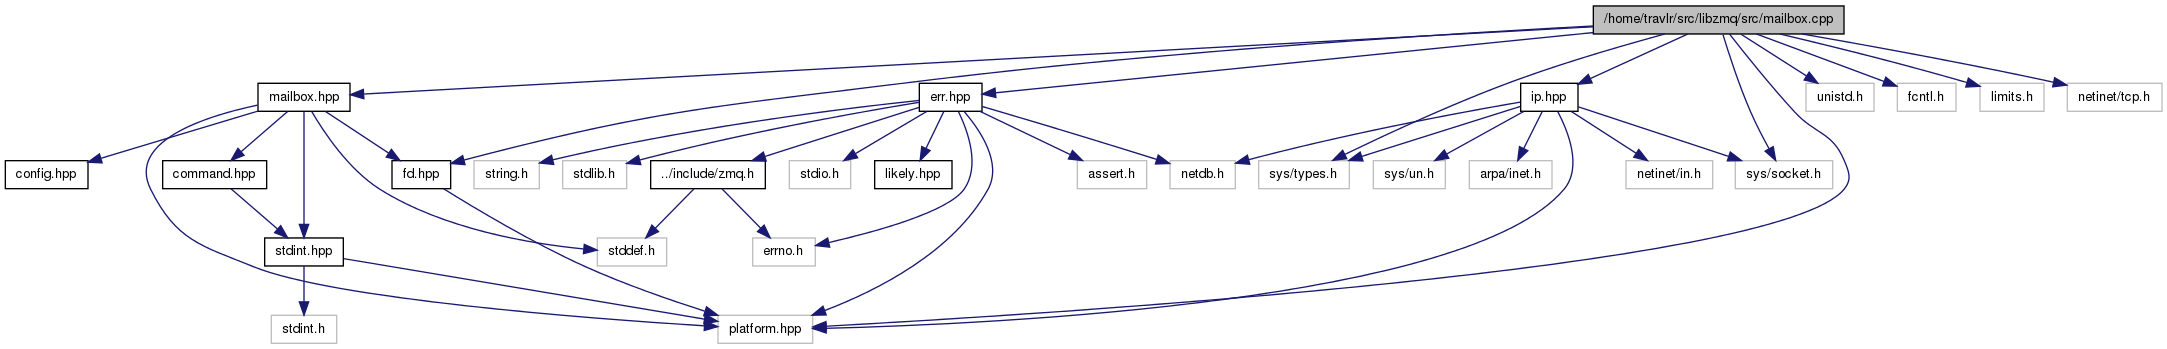 /home/travlr/src/libzmq/src/mailbox.cpp
mailbox.hpp
err.hpp
ip.hpp
unistd.h
fcntl.h
limits.h
netinet/tcp.h
config.hpp
command.hpp
fd.hpp
string.h
stdlib.h
../include/zmq.h
stdio.h
likely.hpp
assert.h
netdb.h
sys/types.h
sys/un.h
arpa/inet.h
netinet/in.h
sys/socket.h
stdint.hpp
stddef.h
errno.h
stdint.h
platform.hpp